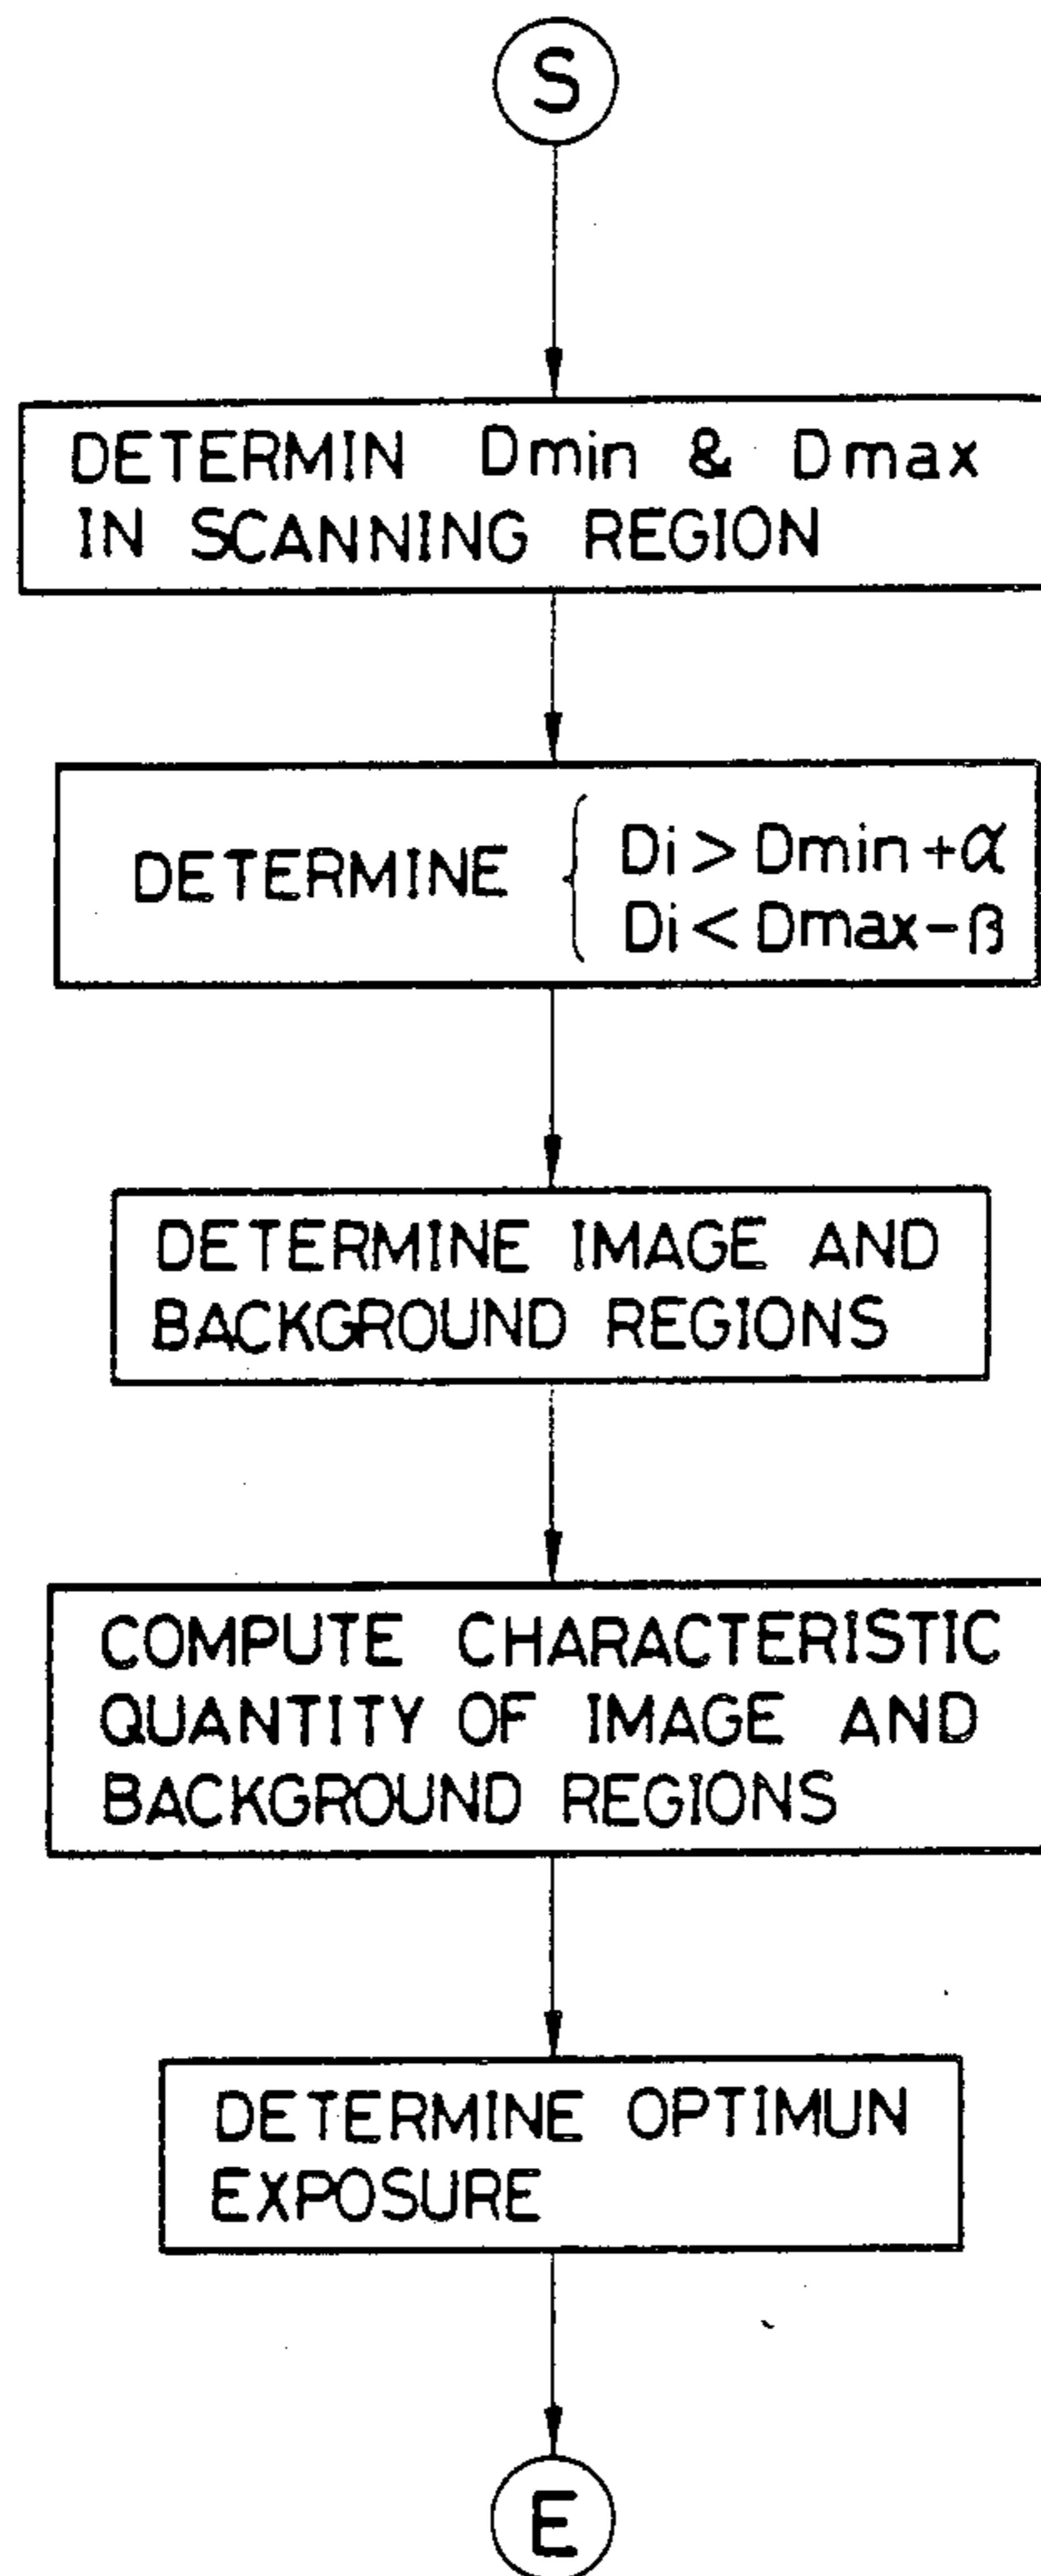 S
DETERMIN Dmin & Dmax
IN SCANNING REGION
DETERMINE { Di > Dmin + α
Di < Dmax - β
DETERMINE IMAGE AND
BACKGROUND REGIONS
COMPUTE CHARACTERISTIC
QUANTITY OF IMAGE AND
BACKGROUND REGIONS
DETERMINE OPTIMUN
EXPOSURE
E